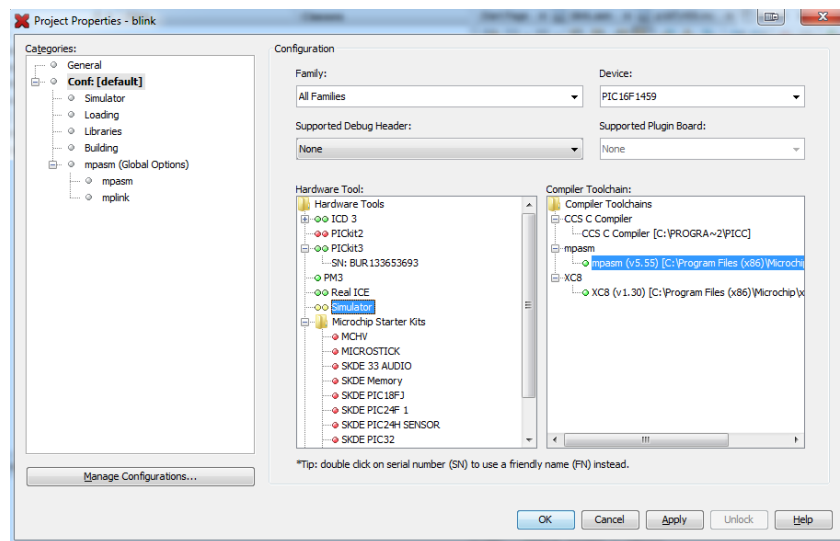 Project Properties - blink
Categories:
General
Conf: [default]
Simulator
Loading
Libraries
Building
mpasm (Global Options)
mpasm
mplink
Manage Configurations...
Configuration
Family:
Device:
All Families
PIC16F1459
Supported Debug Header:
Supported Plugin Board:
None
None
Hardware Tool:
Compiler Toolchain:
Hardware Tools
ICD 3
PICkit2
PICkit3
SN: BUR133653693
PM3
Real ICE
Simulator
Microchip Starter Kits
MCHV
MICROSTICK
SKDE 33 AUDIO
SKDE Memory
SKDE PIC18FJ
SKDE PIC24F 1
SKDE PIC24H SENSOR
SKDE PIC32
Compiler Toolchains
CCS C Compiler
CCS C Compiler [C:\PROGRA~2\PICC]
mpasm
mpasm (v5.55) [C:\Program Files (x86)\Microchip
XC8
XC8 (v1.30) [C:\Program Files (x86)\Microchip\x
*Tip: double click on serial number (SN) to use a friendly name (FN) instead.
OK Cancel Apply Unlock Help